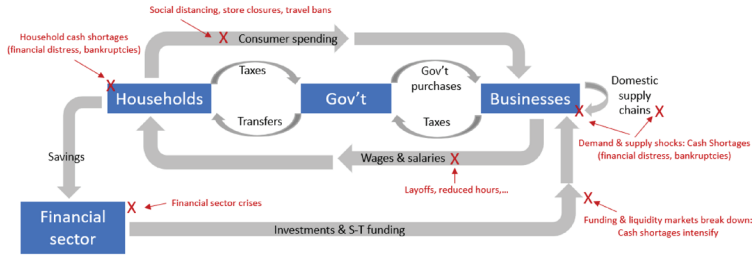 Social distancing, store closures, travel bans
Household cash shortages
(financial distress, bankruptcies)
X
Consumer spending
X
Taxes
Gov't
purchases
Domestic
supply
chains
X
Households
Gov't
Businesses
X
Transfers
Taxes
Demand & supply shocks: Cash Shortages
(financial distress, bankruptcies)
Savings
Wages & salaries
X
Layoffs, reduced hours,...
X
Financial sector crises
X
Financial
sector
Investments & S-T funding
Funding & liquidity markets break down:
Cash shortages intensify